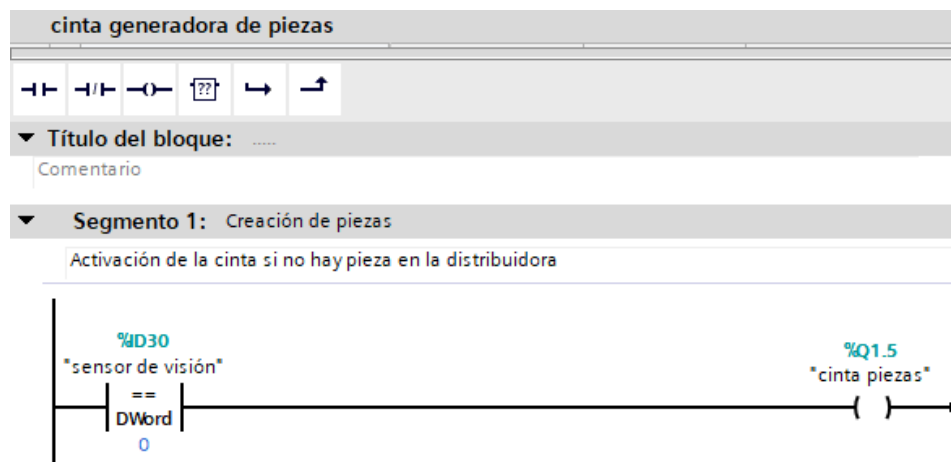 cinta generadora de piezas
??
Título del bloque: .....
Comentario
Segmento 1: Creación de piezas
Activación de la cinta si no hay pieza en la distribuidora
%ID30
"sensor de visión"
==
DWord
0
%Q1.5
"cinta piezas"